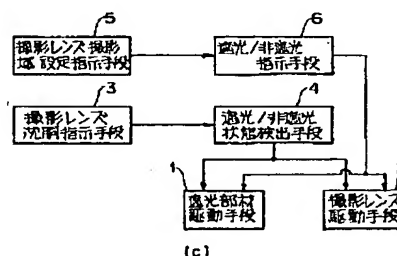 5
撮影レンズ撮影
域 設定指示手段
6
遮光/非遮光
指示手段
3
撮影レンズ
沈胴指示手段
4
遮光/非遮光
状態検出手段
1
遮光部材
駆動手段
撮影レンズ
駆動手段
(c)